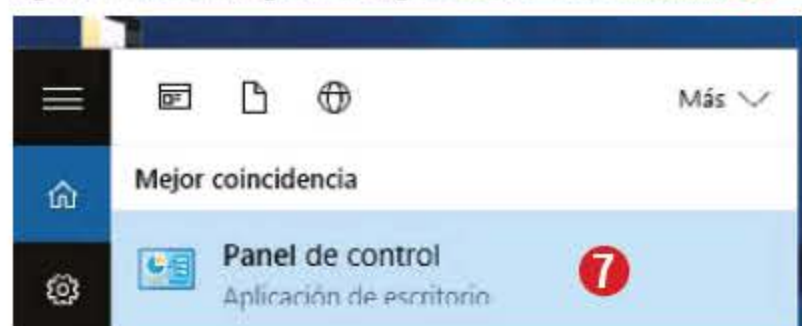 Más
Mejor coincidencia
Panel de control
7
Aplicación de escritorio